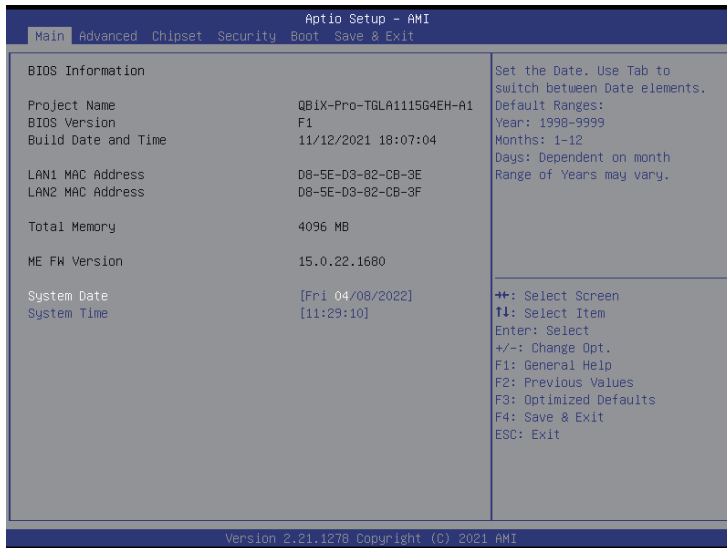 Aptio Setup - AMI
Main Advanced Chipset Security Boot Save & Exit
BIOS Information
Project Name QBiX-Pro-TGLA1115G4EH-A1
BIOS Version F1
Build Date and Time 11/12/2021 18:07:04
LAN1 MAC Address D8-5E-D3-82-CB-3E
LAN2 MAC Address D8-5E-D3-82-CB-3F
Total Memory 4096 MB
ME FW Version 15.0.22.1680
System Date [Fri 04/08/2022]
System Time [11:29:10]
Set the Date. Use Tab to
switch between Date elements.
Default Ranges:
Year: 1998-9999
Months: 1-12
Days: Dependent on month
Range of Years may vary.
→←: Select Screen
↑↓: Select Item
Enter: Select
+/-: Change Opt.
F1: General Help
F2: Previous Values
F3: Optimized Defaults
F4: Save & Exit
ESC: Exit
Version 2.21.1278 Copyright (C) 2021 AMI